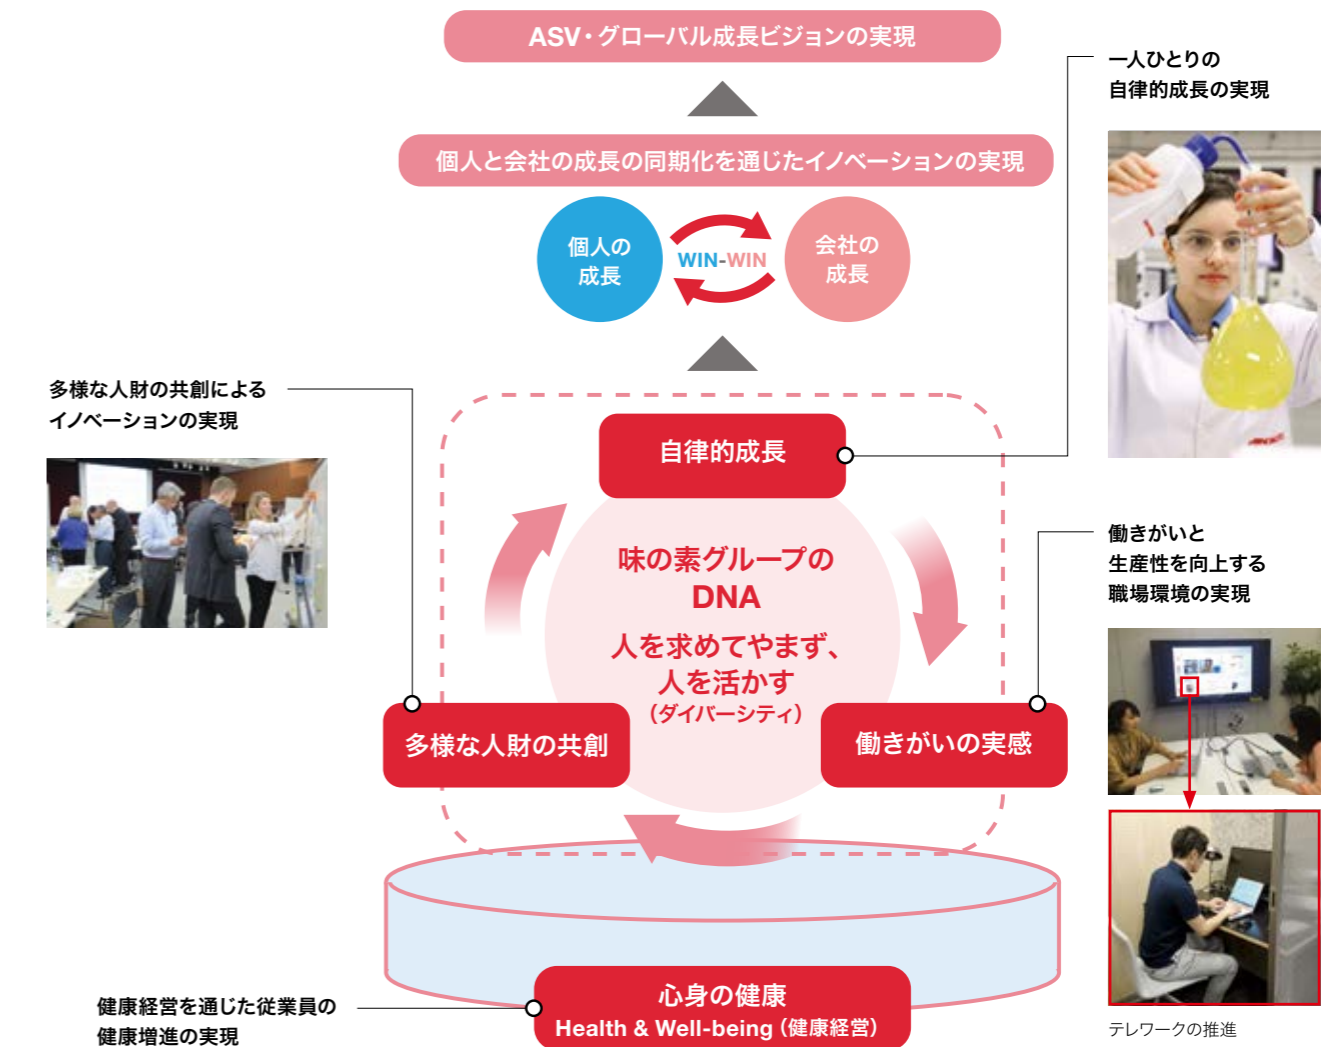 ASV・グローバル成長ビジョンの実現
一人ひとりの
自律的成長の実現
個人と会社の成長の同期化を通じたイノベーションの実現
個人の
成長
WIN-WIN
会社の
成長
多様な人財の共創による
イノベーションの実現
自律的成長
味の素グループの
DNA
人を求めてやまず、
人を活かす
（ダイバーシティ）
働きがいと
生産性を向上する
職場環境の実現
多様な人財の共創
働きがいの実感
心身の健康
Health & Well-being（健康経営）
健康経営を通じた従業員の
健康増進の実現
テレワークの推進